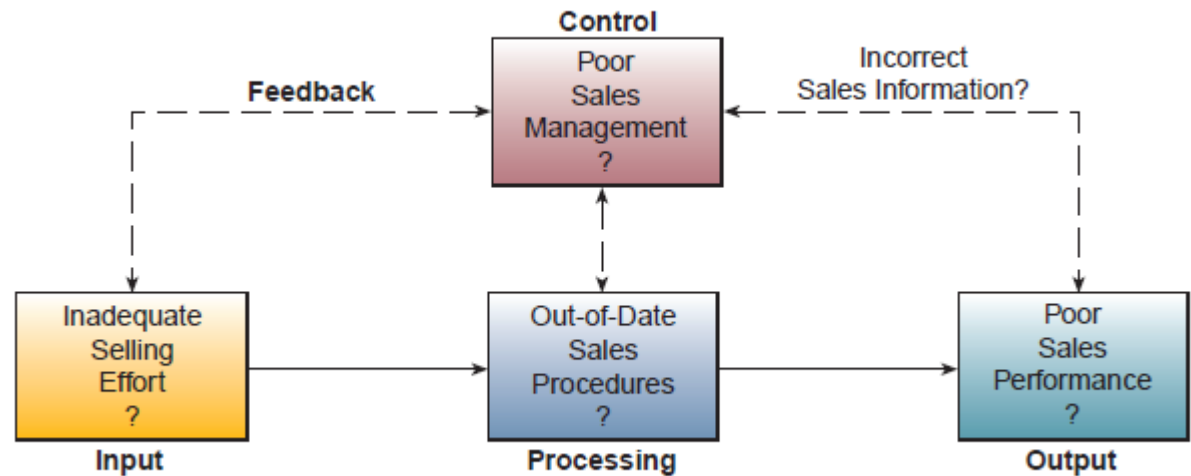 Control
Poor
Sales
Management
?
Feedback
Incorrect
Sales Information?
Inadequate
Selling
Effort
?
Input
Out-of-Date
Sales
Procedures
?
Processing
Poor
Sales
Performance
?
Output